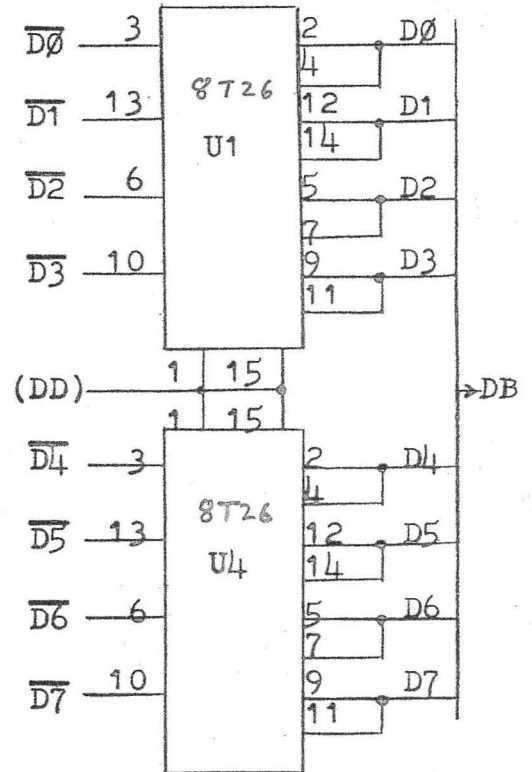 D̅0̅ 3 2 DØ
4
8T26
D̅1̅ 13 12 D1
14
U1
D̅2̅ 6 5 D2
7
D̅3̅ 10 9 D3
11
(DD) 1 15 DB
1 15
D̅4̅ 3 2 D4
4
8T26
D̅5̅ 13 12 D5
14
U4
D̅6̅ 6 5 D6
7
D̅7̅ 10 9 D7
11